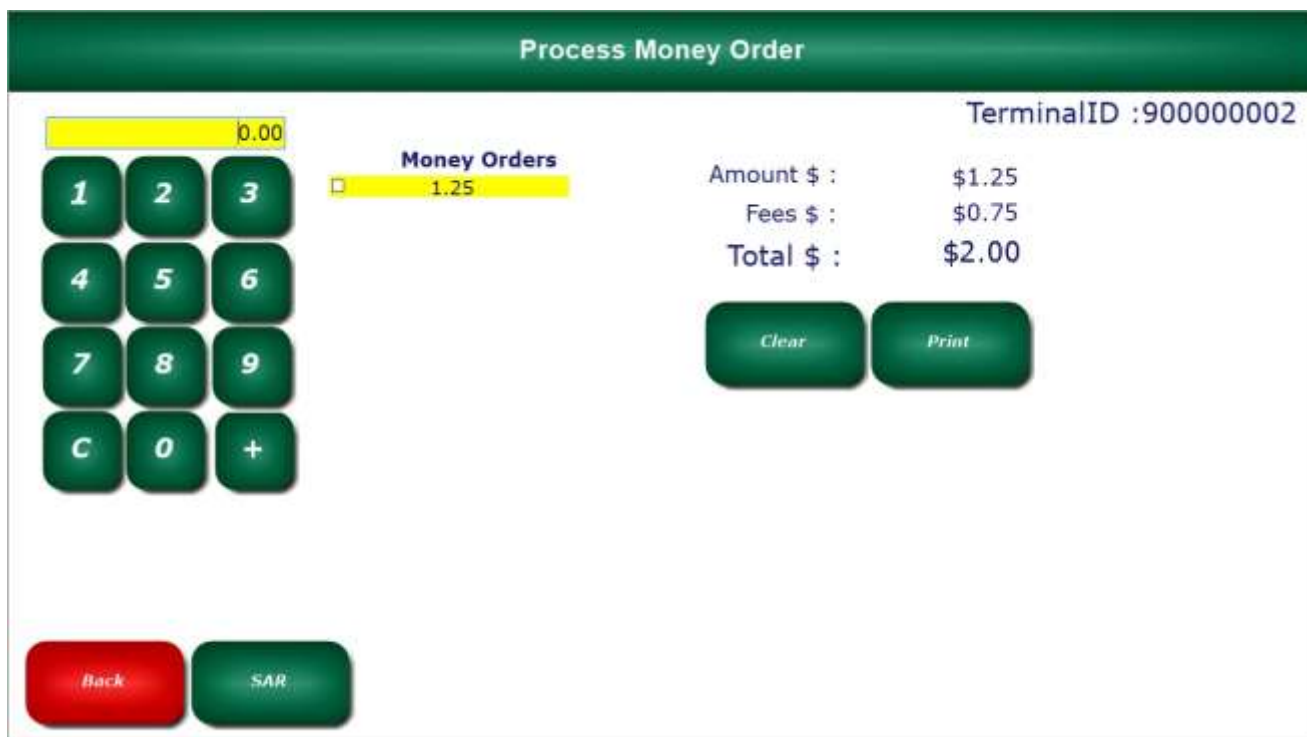 Process Money Order
TerminalID :900000002
0.00
Money Orders
1.25
1 2 3
4 5 6
7 8 9
C 0 +
Amount $ : $1.25
Fees $ : $0.75
Total $ : $2.00
Clear Print
Back SAR